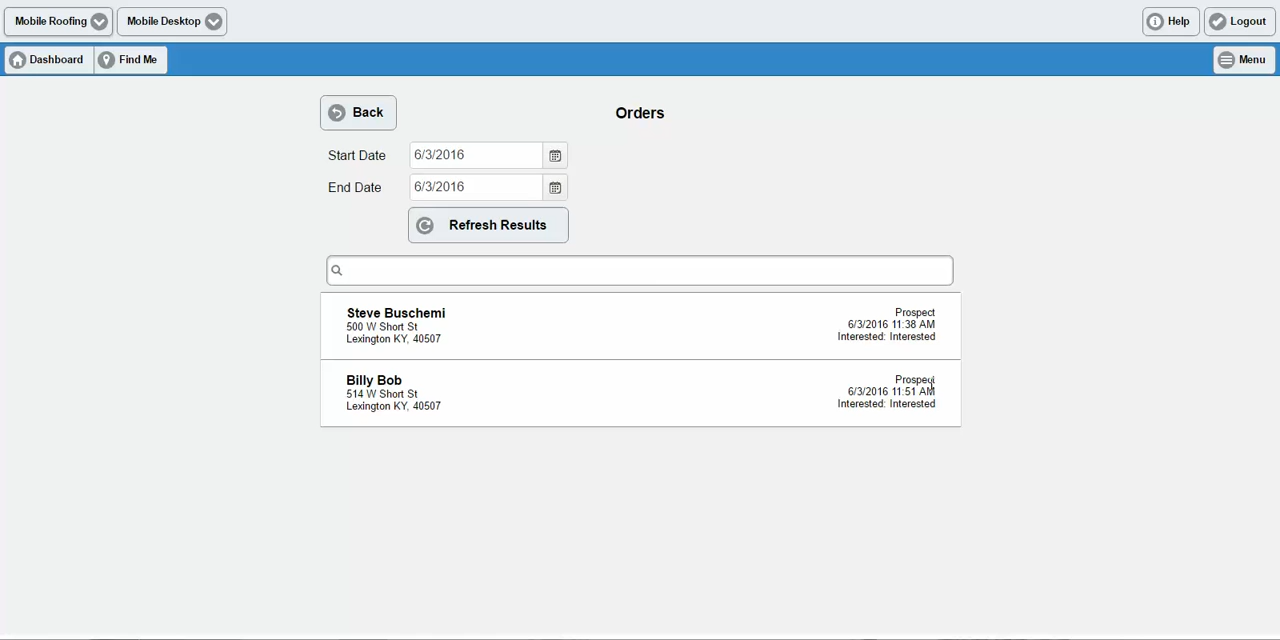 Mobile Roofing
Mobile Desktop
Help
Logout
Dashboard
Find Me
Menu
Back
Orders
Start Date
6/3/2016
End Date
6/3/2016
Refresh Results
Steve Buschemi
500 W Short St
Lexington KY, 40507
Prospect
6/3/2016 11:38 AM
Interested: Interested
Billy Bob
514 W Short St
Lexington KY, 40507
Prospect
6/3/2016 11:51 AM
Interested: Interested